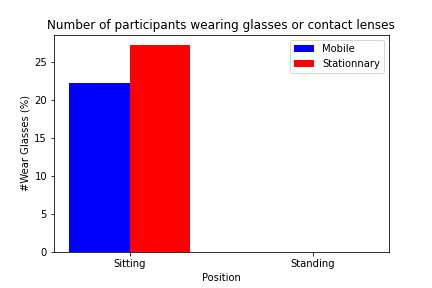 Number of participants wearing glasses or contact lenses
Mobile
Stationnary
#Wear Glasses (%)
25
20
15
10
5
0
Sitting
Standing
Position